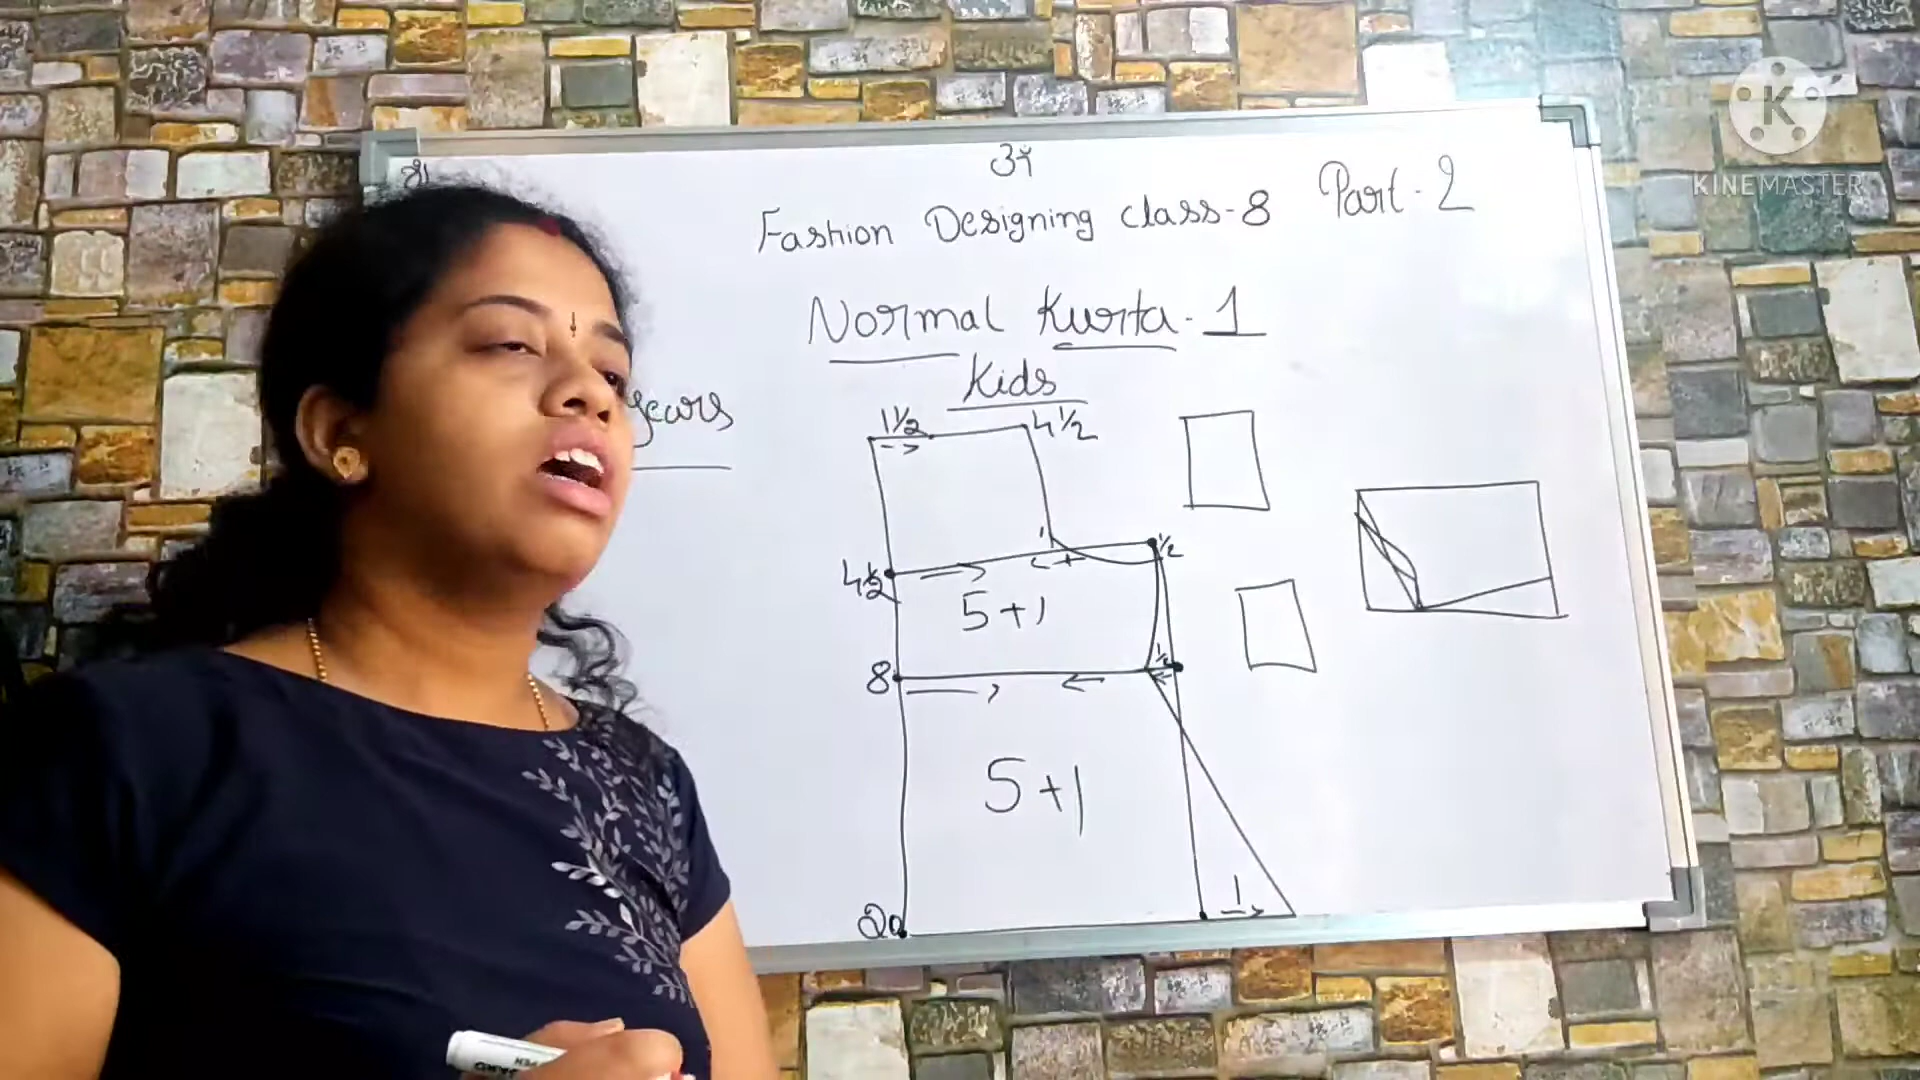 K
KINEMASTER
ॐ
Fashion Designing Class-8 Part-2
Normal Kurta-1
Kids
years
1½ 4½
1 ½
4½
5+1
8 ½
5+1
20 1